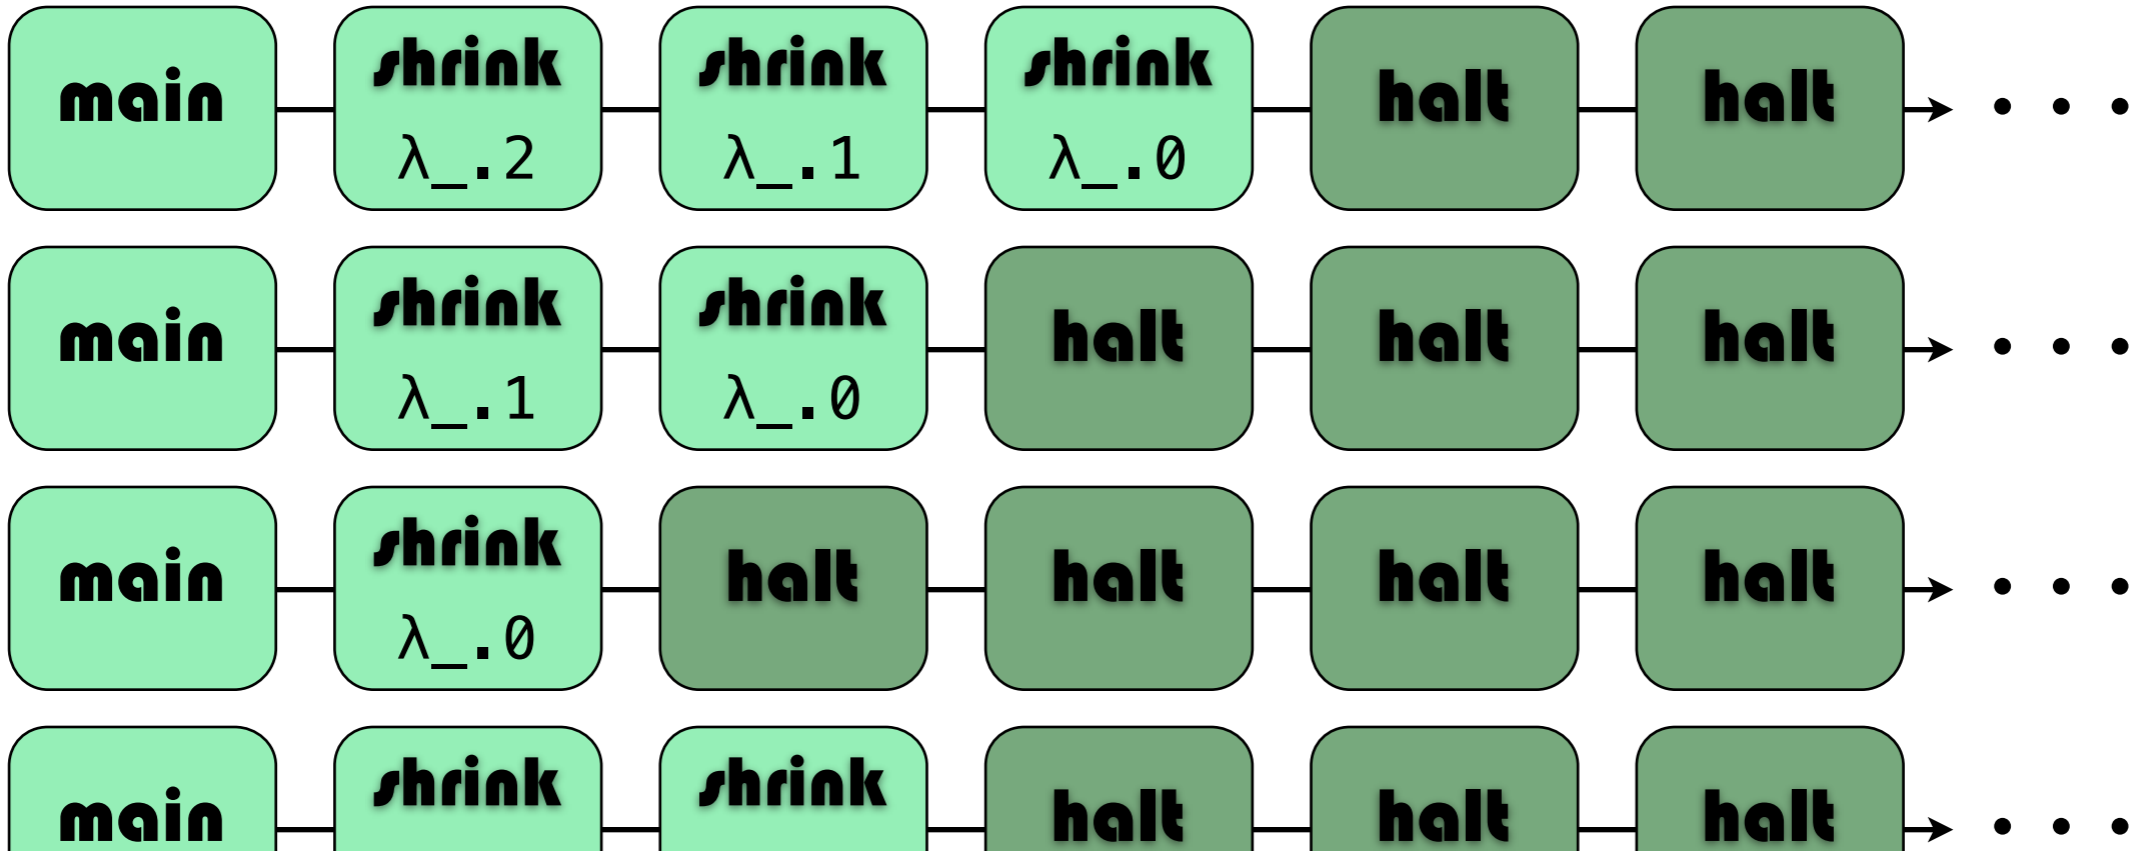 main shrink shrink shrink halt halt
λ_.2 λ_.1 λ_.0
main shrink shrink halt halt halt
λ_.1 λ_.0
main shrink halt halt halt halt
λ_.0
main shrink shrink halt halt halt